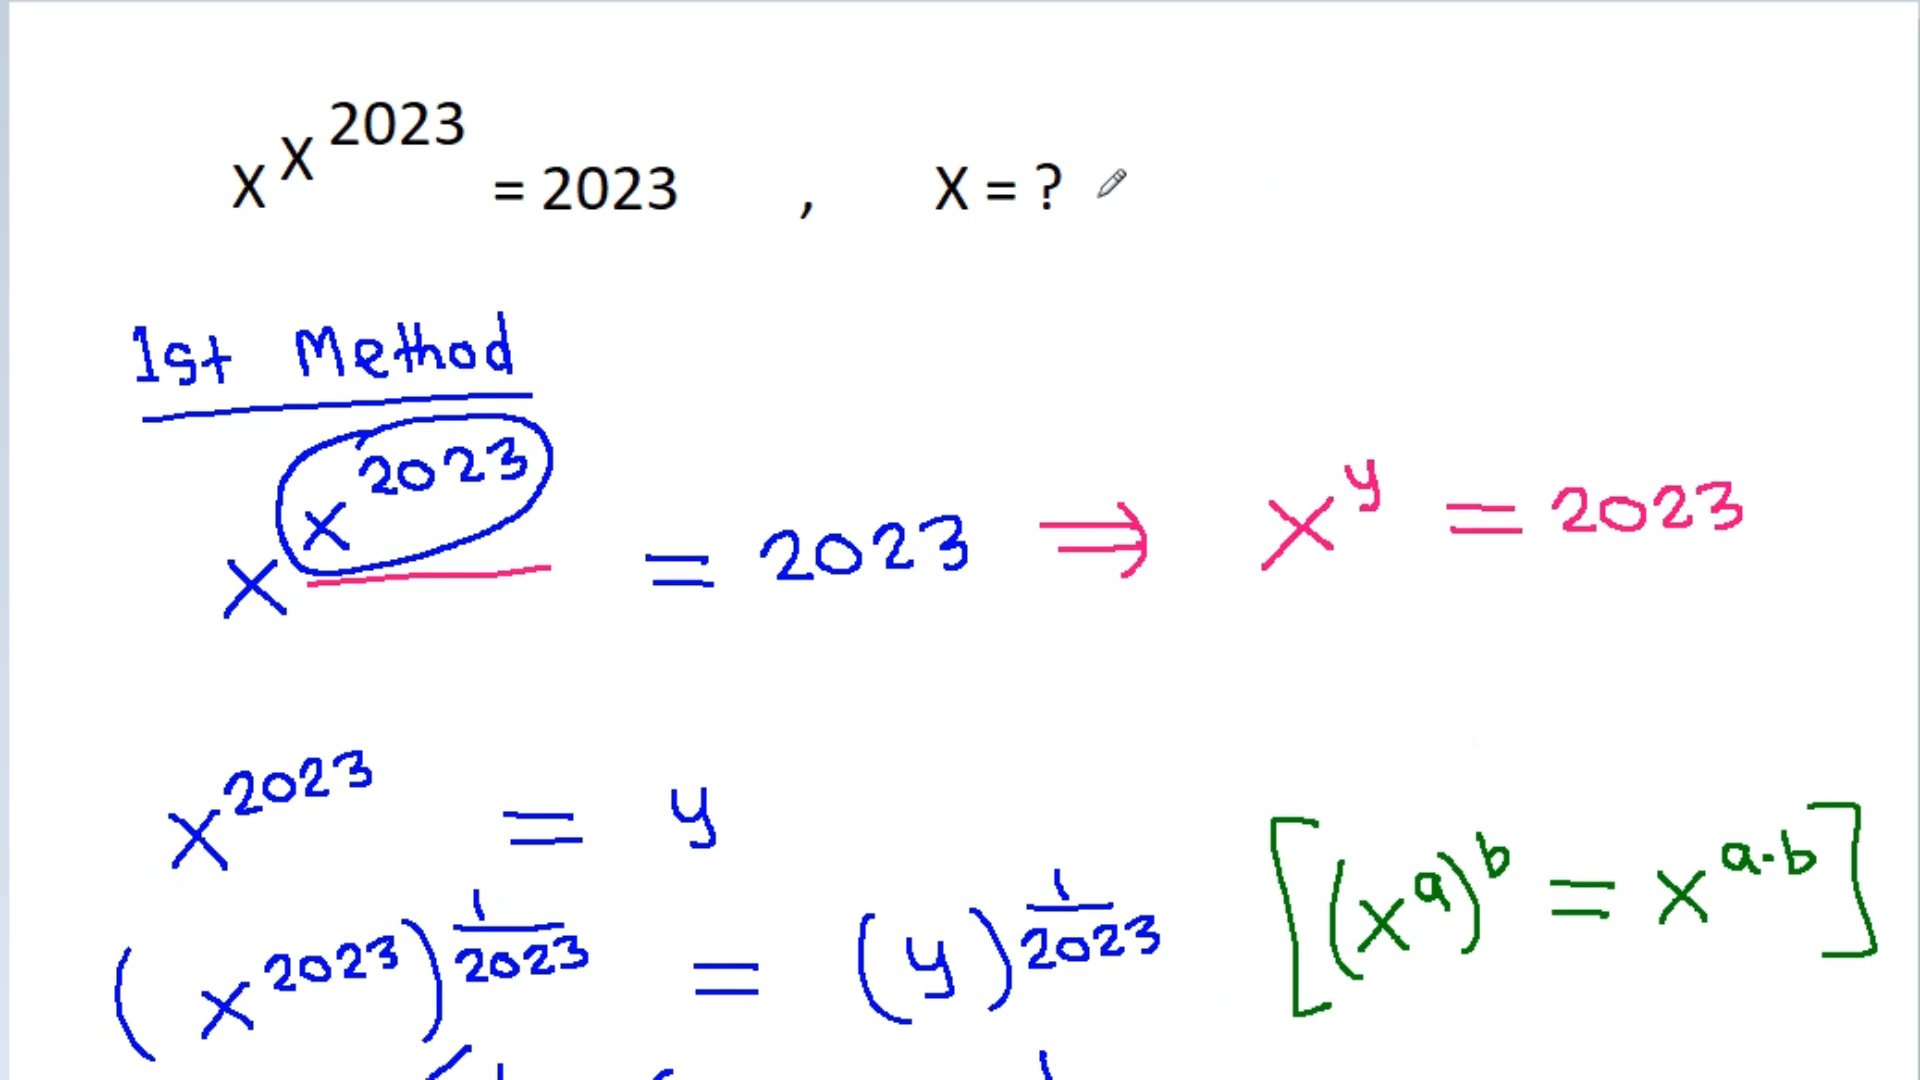 X^X^2023 = 2023 , X = ?
1st Method
x^x^2023 = 2023 ⇒ x^y = 2023
x^2023 = y
(x^2023)^1/2023 = (y)^1/2023 [(x^a)^b = x^a·b]